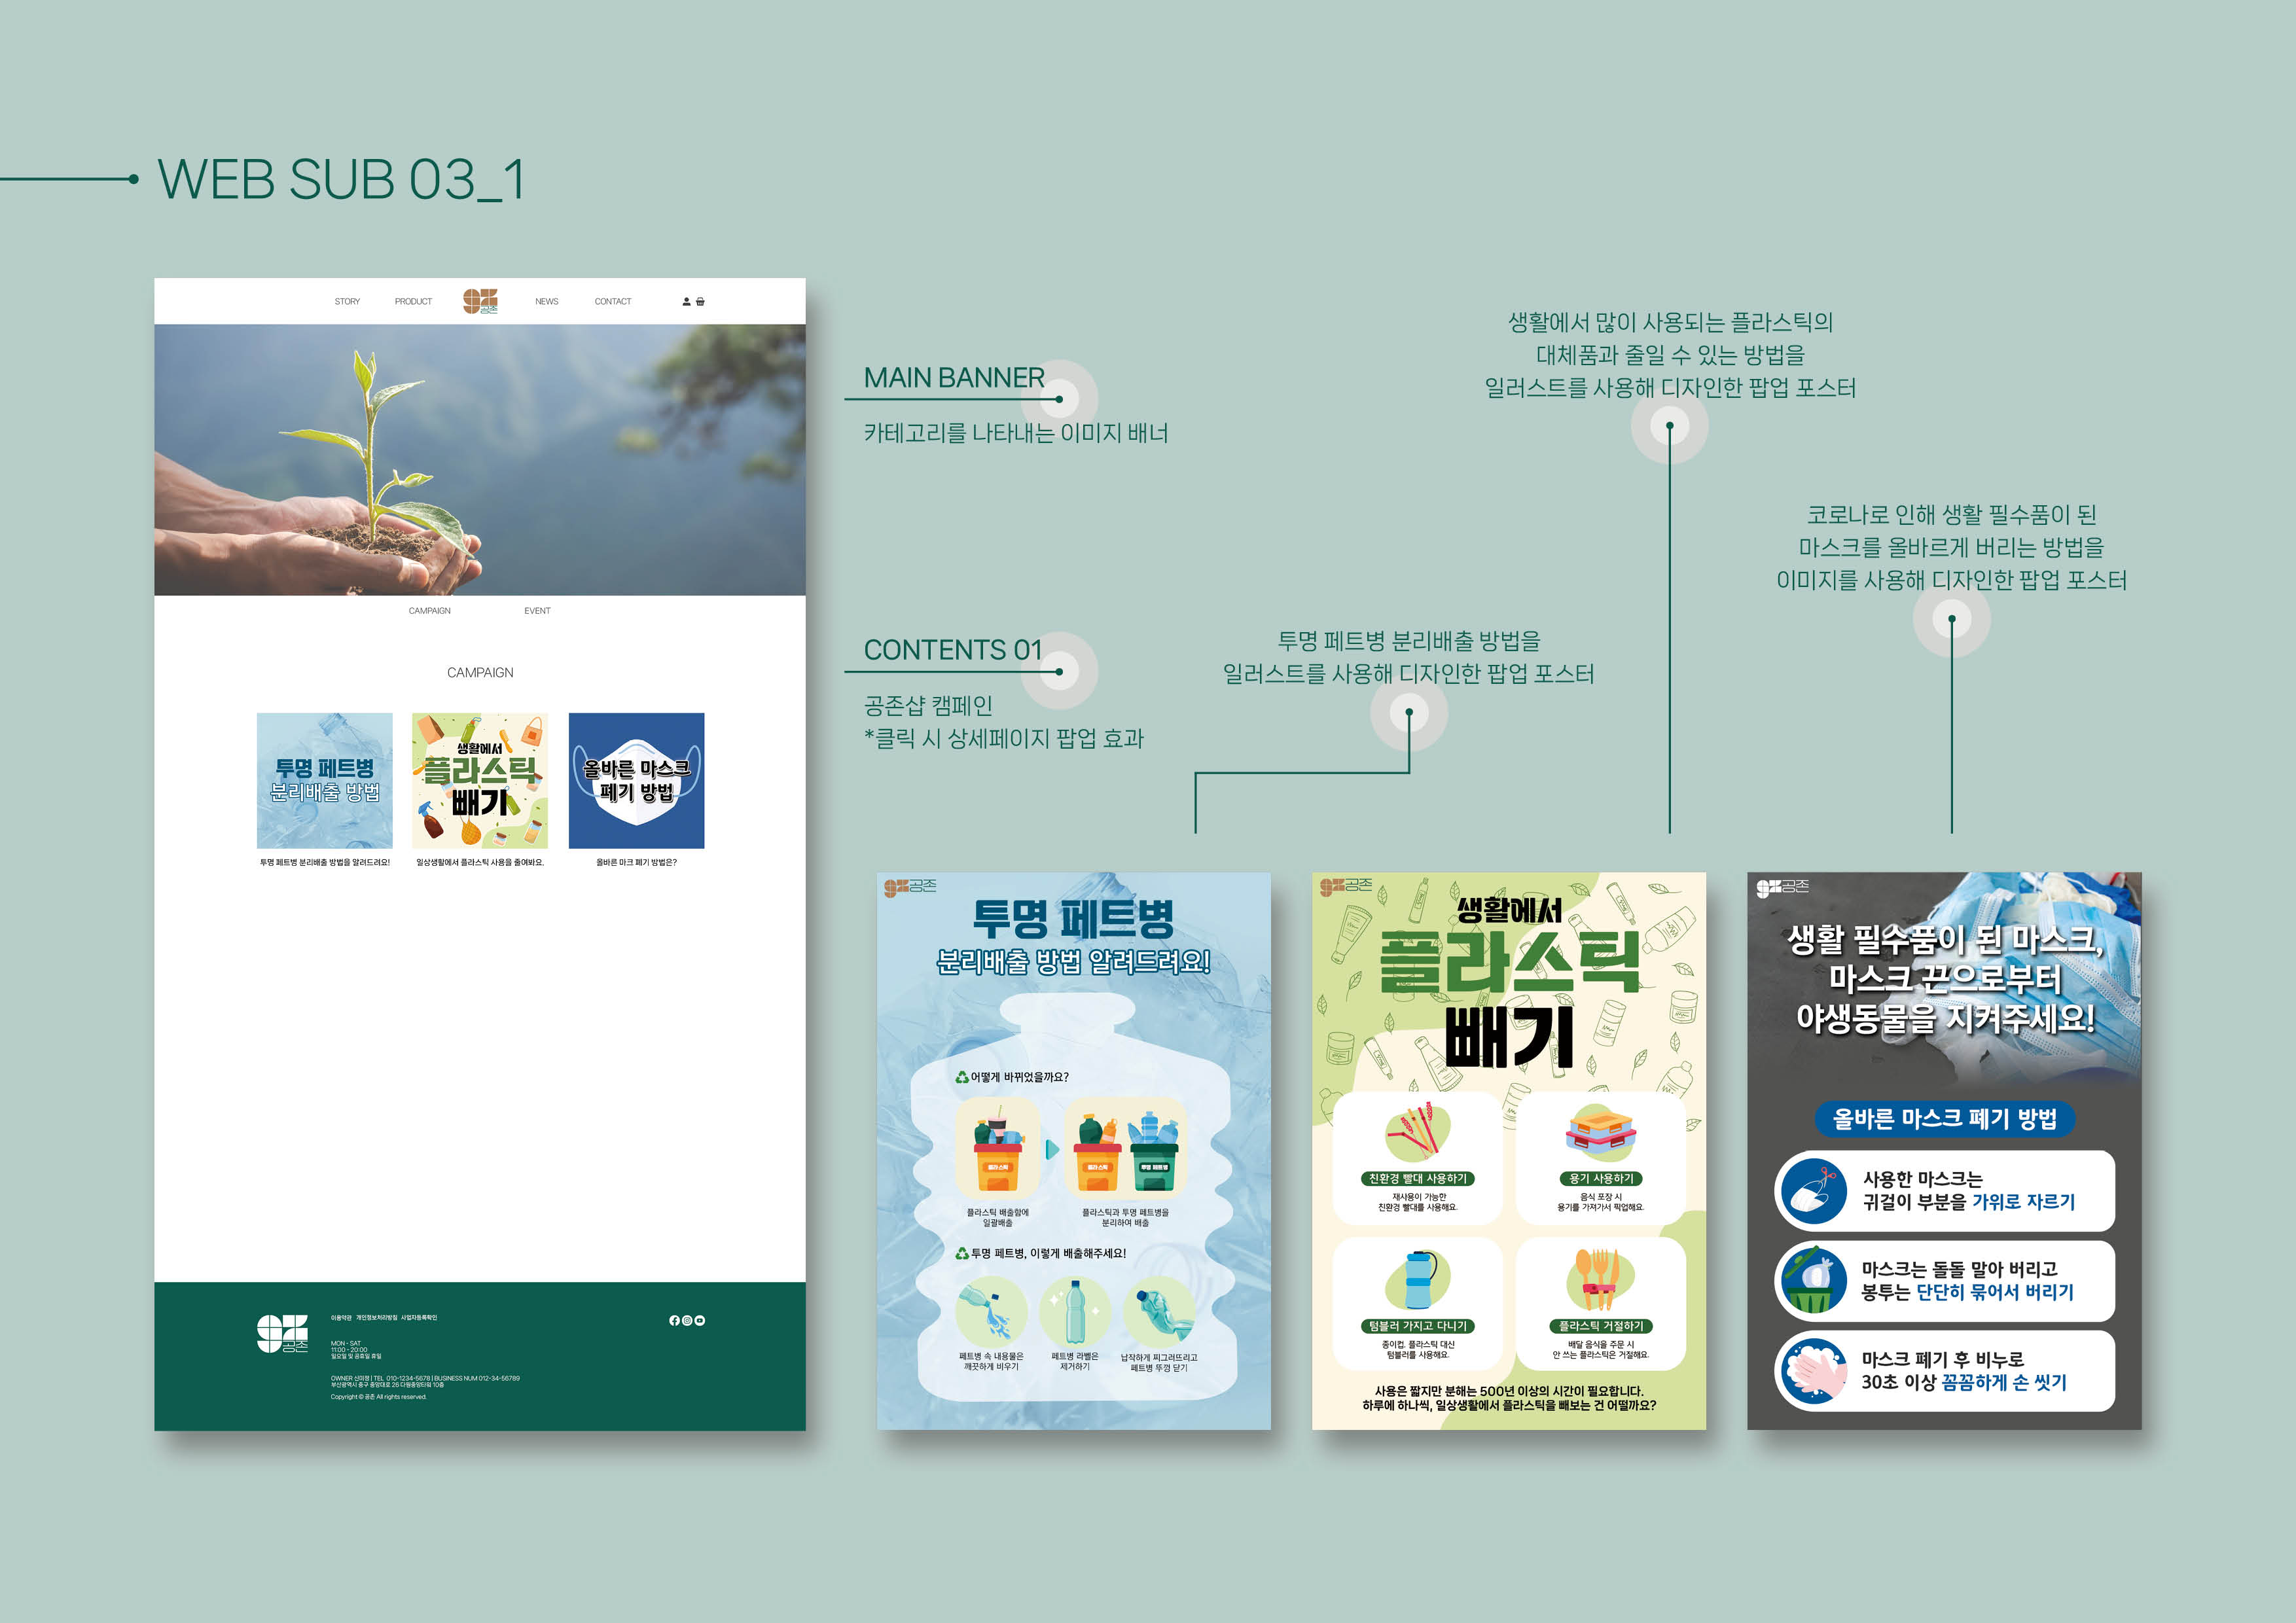 WEB SUB 03_1
STORY
PRODUCT
공존
NEWS
CONTACT
CAMPAIGN
EVENT
CAMPAIGN
투명 페트병
분리배출 방법
생활에서
플라스틱
빼기
올바른 마스크
폐기 방법
투명 페트병 분리배출 방법을 알려드려요!
일상생활에서 플라스틱 사용을 줄여봐요.
올바른 마크 폐기 방법은?
공존
이용약관 개인정보처리방침 사업자등록확인
MON - SAT
11:00 - 20:00
일요일 및 공휴일 휴일
OWNER 신미정 | TEL 010-1234-5678 | BUSINESS NUM 012-34-56789
부산광역시 중구 중앙대로 26 다원중앙타워 10층
Copyright © 공존 All rights reserved.
MAIN BANNER
카테고리를 나타내는 이미지 배너
CONTENTS 01
공존샵 캠페인
*클릭 시 상세페이지 팝업 효과
투명 페트병 분리배출 방법을
일러스트를 사용해 디자인한 팝업 포스터
생활에서 많이 사용되는 플라스틱의
대체품과 줄일 수 있는 방법을
일러스트를 사용해 디자인한 팝업 포스터
코로나로 인해 생활 필수품이 된
마스크를 올바르게 버리는 방법을
이미지를 사용해 디자인한 팝업 포스터
공존
투명 페트병
분리배출 방법 알려드려요!
어떻게 바뀌었을까요?
플라스틱
플라스틱
투명 페트병
플라스틱 배출함에
일괄배출
플라스틱과 투명 페트병을
분리하여 배출
투명 페트병, 이렇게 배출해주세요!
페트병 속 내용물은
깨끗하게 비우기
페트병 라벨은
제거하기
납작하게 찌그러뜨리고
페트병 뚜껑 닫기
공존
생활에서
플라스틱
빼기
친환경 빨대 사용하기
재사용이 가능한
친환경 빨대를 사용해요.
용기 사용하기
음식 포장 시
용기를 가져가서 픽업해요.
텀블러 가지고 다니기
종이컵, 플라스틱 대신
텀블러를 사용해요.
플라스틱 거절하기
배달 음식을 주문 시
안 쓰는 플라스틱은 거절해요.
사용은 짧지만 분해는 500년 이상의 시간이 필요합니다.
하루에 하나씩, 일상생활에서 플라스틱을 빼보는 건 어떨까요?
공존
생활 필수품이 된 마스크,
마스크 끈으로부터
야생동물을 지켜주세요!
올바른 마스크 폐기 방법
사용한 마스크는
귀걸이 부분을 가위로 자르기
마스크는 돌돌 말아 버리고
봉투는 단단히 묶어서 버리기
마스크 폐기 후 비누로
30초 이상 꼼꼼하게 손 씻기